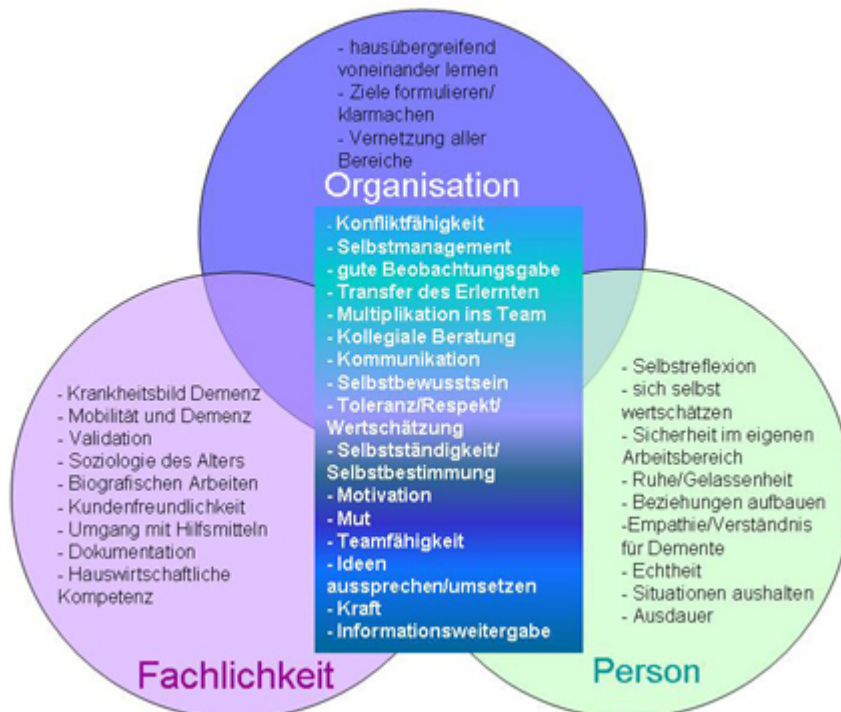 - hausübergreifend
voneinander lernen
- Ziele formulieren/
klarmachen
- Vernetzung aller
Bereiche
Organisation
- Konfliktfähigkeit
- Selbstmanagement
- gute Beobachtungsgabe
- Transfer des Erlernten
- Multiplikation ins Team
- Kollegiale Beratung
- Kommunikation
- Selbstbewusstsein
- Toleranz/Respekt/
Wertschätzung
- Selbstständigkeit/
Selbstbestimmung
- Motivation
- Mut
- Teamfähigkeit
- Ideen
aussprechen/umsetzen
- Kraft
- Informationsweitergabe
- Krankheitsbild Demenz
- Mobilität und Demenz
- Validation
- Soziologie des Alters
- Biografischen Arbeiten
- Kundenfreundlichkeit
- Umgang mit Hilfsmitteln
- Dokumentation
- Hauswirtschaftliche
Kompetenz
Fachlichkeit
- Selbstreflexion
- sich selbst
wertschätzen
- Sicherheit im eigenen
Arbeitsbereich
- Ruhe/Gelassenheit
- Beziehungen aufbauen
-Empathie/Verständnis
für Demente
- Echtheit
- Situationen aushalten
- Ausdauer
Person